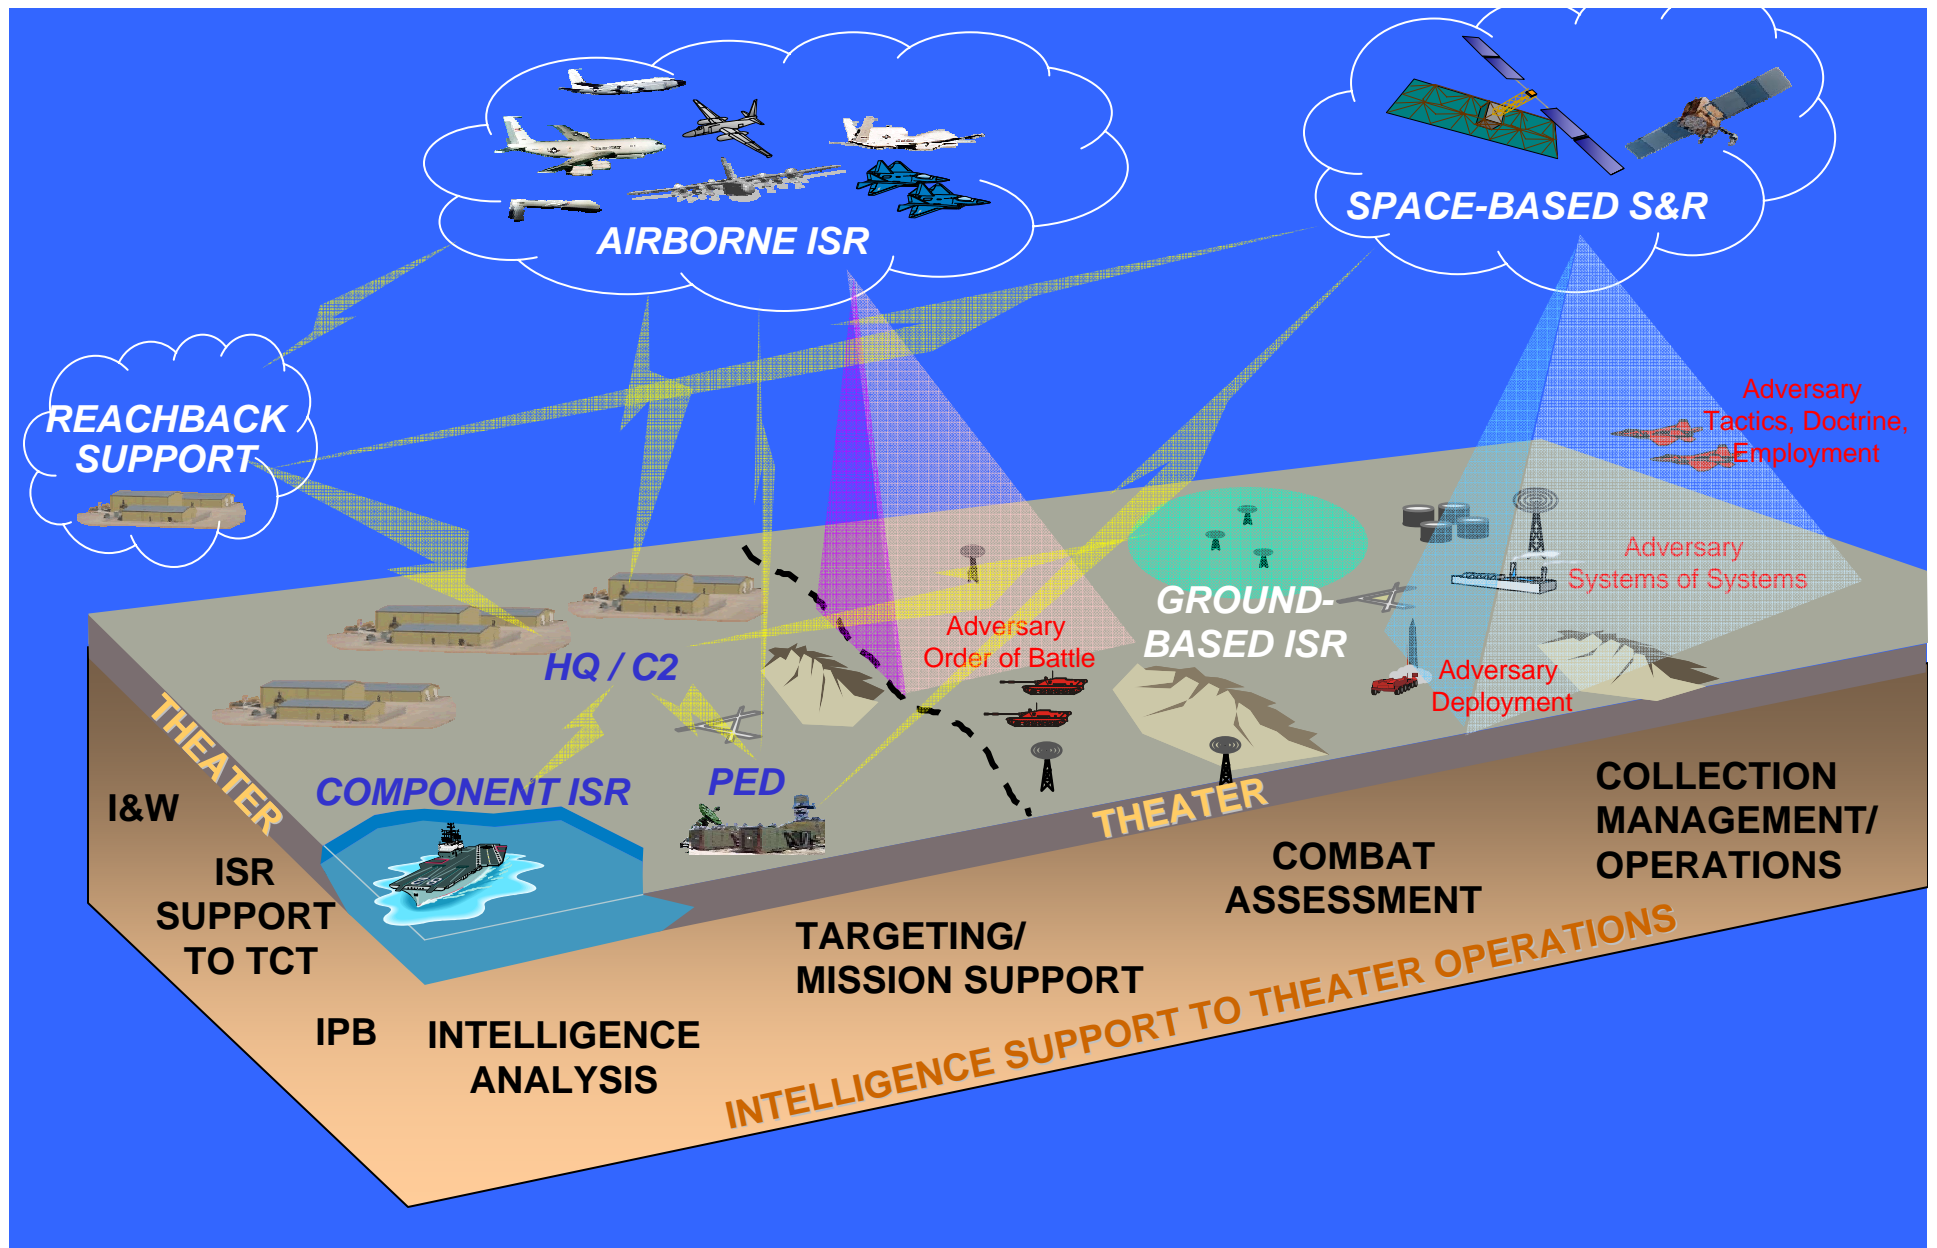 AIRBORNE ISR
SPACE-BASED S&R
REACHBACK
SUPPORT
Adversary
Tactics, Doctrine,
Employment
Adversary
Systems of Systems
GROUND-
BASED ISR
Adversary
Order of Battle
HQ / C2
Adversary
Deployment
THEATER
COMPONENT ISR
PED
THEATER
I&W
ISR
SUPPORT
TO TCT
IPB
INTELLIGENCE
ANALYSIS
TARGETING/
MISSION SUPPORT
COMBAT
ASSESSMENT
COLLECTION
MANAGEMENT/
OPERATIONS
INTELLIGENCE SUPPORT TO THEATER OPERATIONS